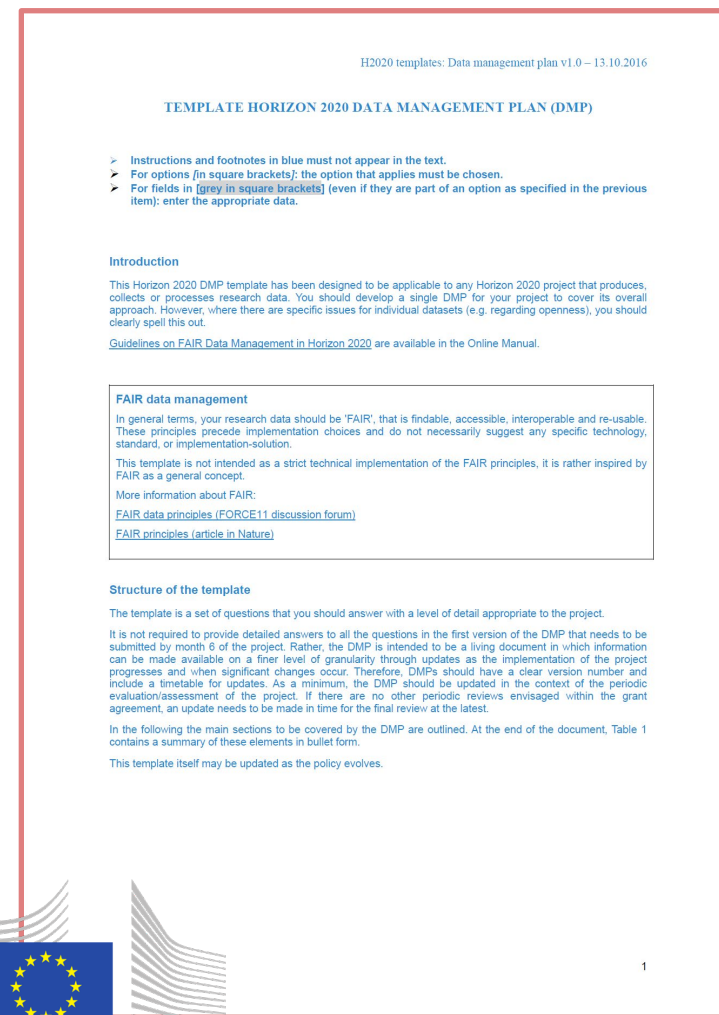 H2020 templates: Data management plan v1.0 – 13.10.2016
TEMPLATE HORIZON 2020 DATA MANAGEMENT PLAN (DMP)
➢ Instructions and footnotes in blue must not appear in the text.
➢ For options [in square brackets]: the option that applies must be chosen.
➢ For fields in [grey in square brackets] (even if they are part of an option as specified in the previous
item): enter the appropriate data.
Introduction
This Horizon 2020 DMP template has been designed to be applicable to any Horizon 2020 project that produces,
collects or processes research data. You should develop a single DMP for your project to cover its overall
approach. However, where there are specific issues for individual datasets (e.g. regarding openness), you should
clearly spell this out.
Guidelines on FAIR Data Management in Horizon 2020 are available in the Online Manual.
FAIR data management
In general terms, your research data should be 'FAIR', that is findable, accessible, interoperable and re-usable.
These principles precede implementation choices and do not necessarily suggest any specific technology,
standard, or implementation-solution.
This template is not intended as a strict technical implementation of the FAIR principles, it is rather inspired by
FAIR as a general concept.
More information about FAIR:
FAIR data principles (FORCE11 discussion forum)
FAIR principles (article in Nature)
Structure of the template
The template is a set of questions that you should answer with a level of detail appropriate to the project.
It is not required to provide detailed answers to all the questions in the first version of the DMP that needs to be
submitted by month 6 of the project. Rather, the DMP is intended to be a living document in which information
can be made available on a finer level of granularity through updates as the implementation of the project
progresses and when significant changes occur. Therefore, DMPs should have a clear version number and
include a timetable for updates. As a minimum, the DMP should be updated in the context of the periodic
evaluation/assessment of the project. If there are no other periodic reviews envisaged within the grant
agreement, an update needs to be made in time for the final review at the latest.
In the following the main sections to be covered by the DMP are outlined. At the end of the document, Table 1
contains a summary of these elements in bullet form.
This template itself may be updated as the policy evolves.
1